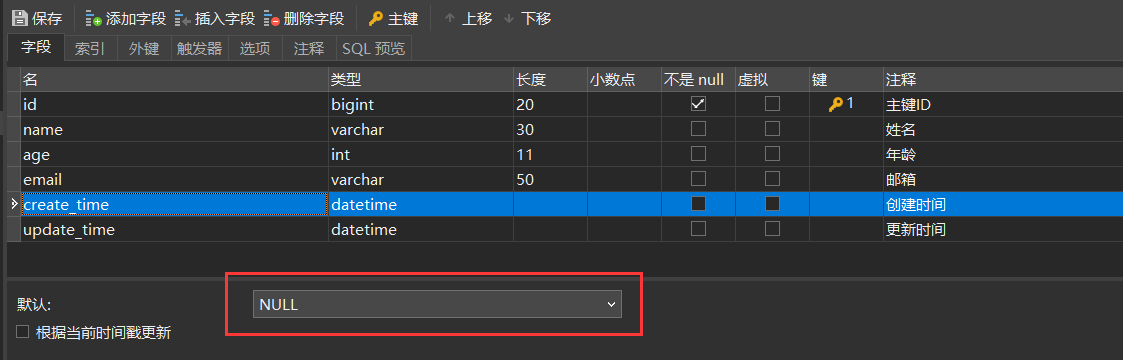 保存 添加字段 插入字段 删除字段 主键 上移 下移
字段 索引 外键 触发器 选项 注释 SQL 预览
名 类型 长度 小数点 不是 null 虚拟 键 注释
id bigint 20 1 主键ID
name varchar 30 姓名
age int 11 年龄
email varchar 50 邮箱
create_time datetime 创建时间
update_time datetime 更新时间
默认: NULL
根据当前时间戳更新